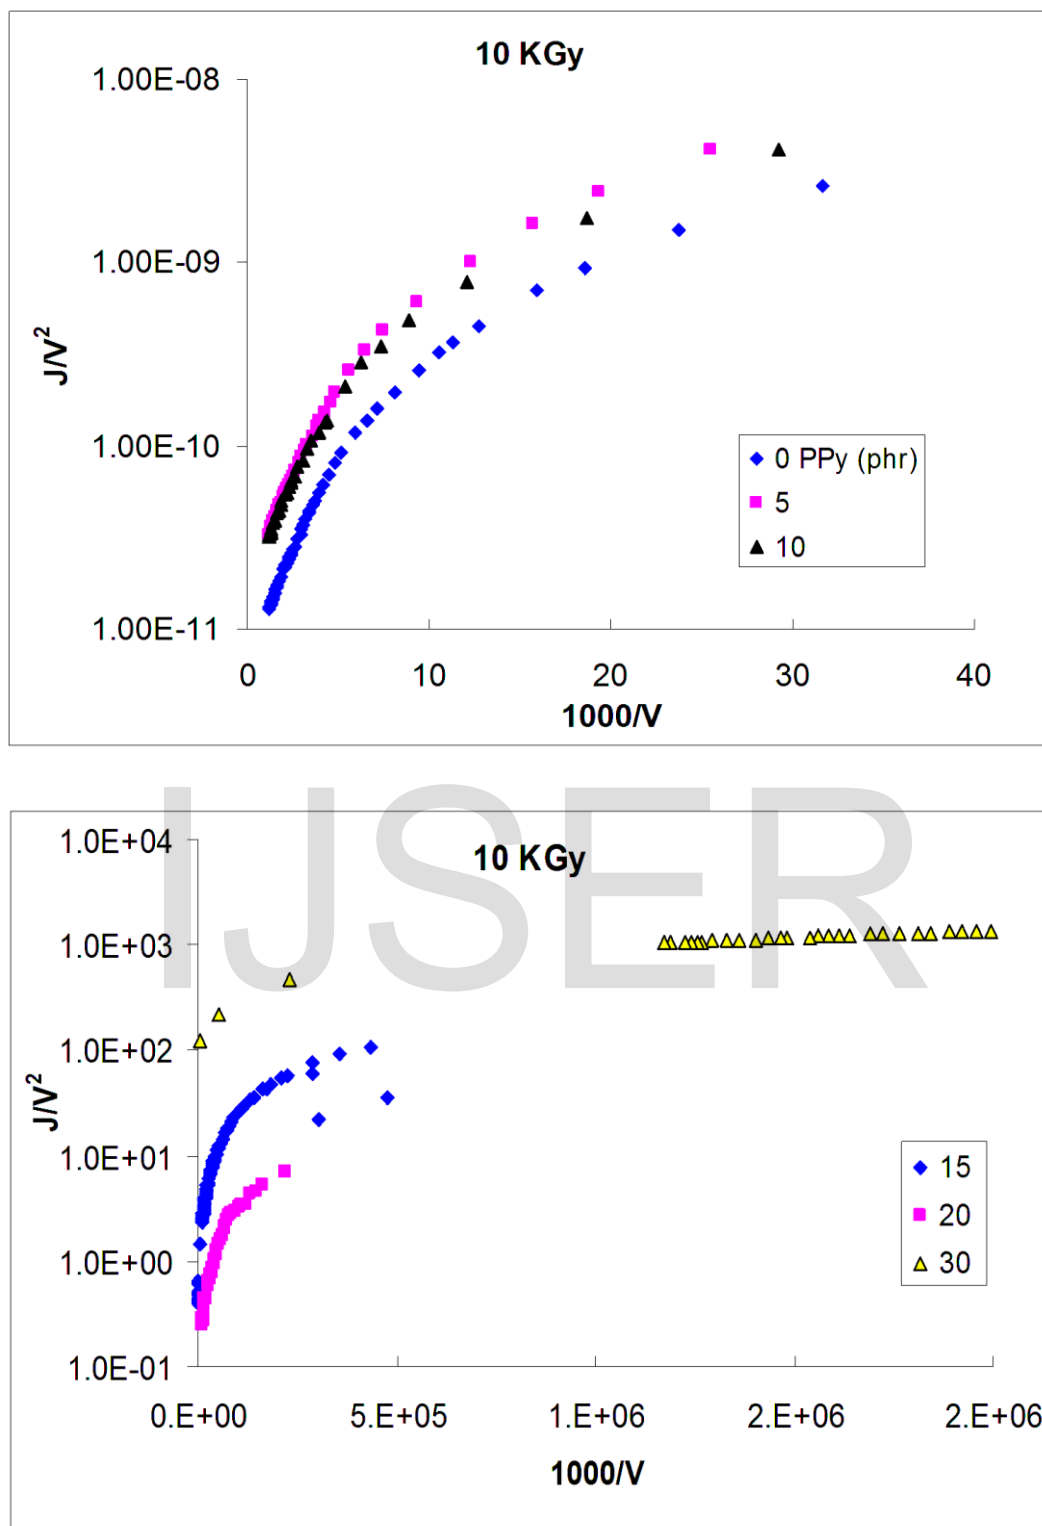 10 KGy
1.00E-08
1.00E-09
1.00E-10
1.00E-11
J/V²
0 PPy (phr)
5
10
0 10 20 30 40
1000/V
IJSER
10 KGy
1.0E+04
1.0E+03
1.0E+02
1.0E+01
1.0E+00
1.0E-01
J/V²
15
20
30
0.E+00 5.E+05 1.E+06 2.E+06 2.E+06
1000/V